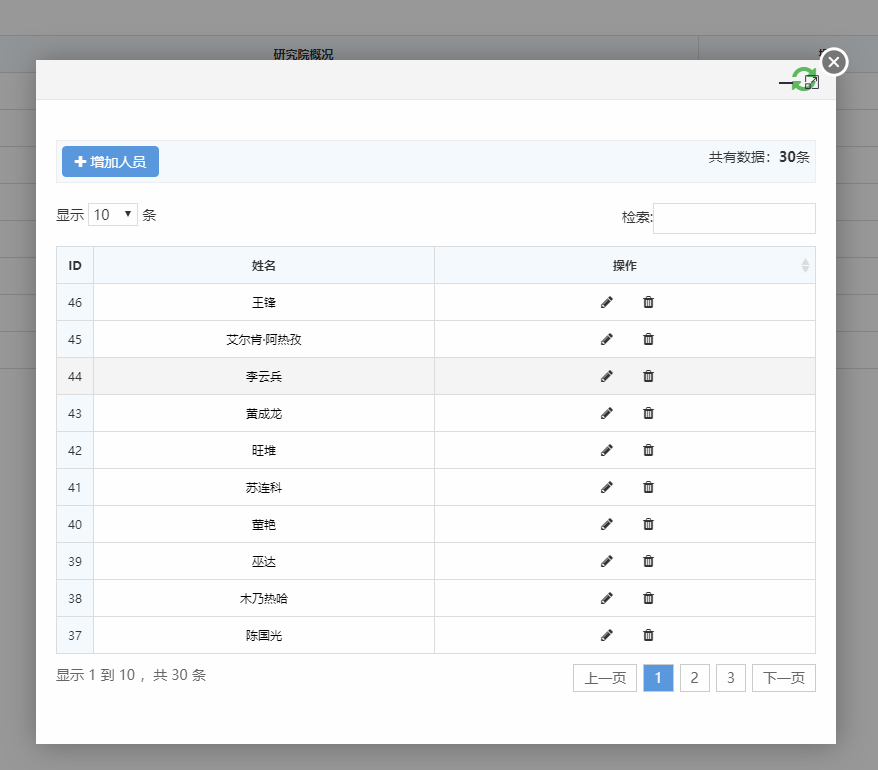 研究院概况
增加人员
共有数据：30条
显示 10 条
检索:
ID 姓名 操作
46 王锋
45 艾尔肯·阿热孜
44 李云兵
43 黄成龙
42 旺堆
41 苏连科
40 董艳
39 巫达
38 木乃热哈
37 陈国光
显示 1 到 10 ，共 30 条
上一页 1 2 3 下一页